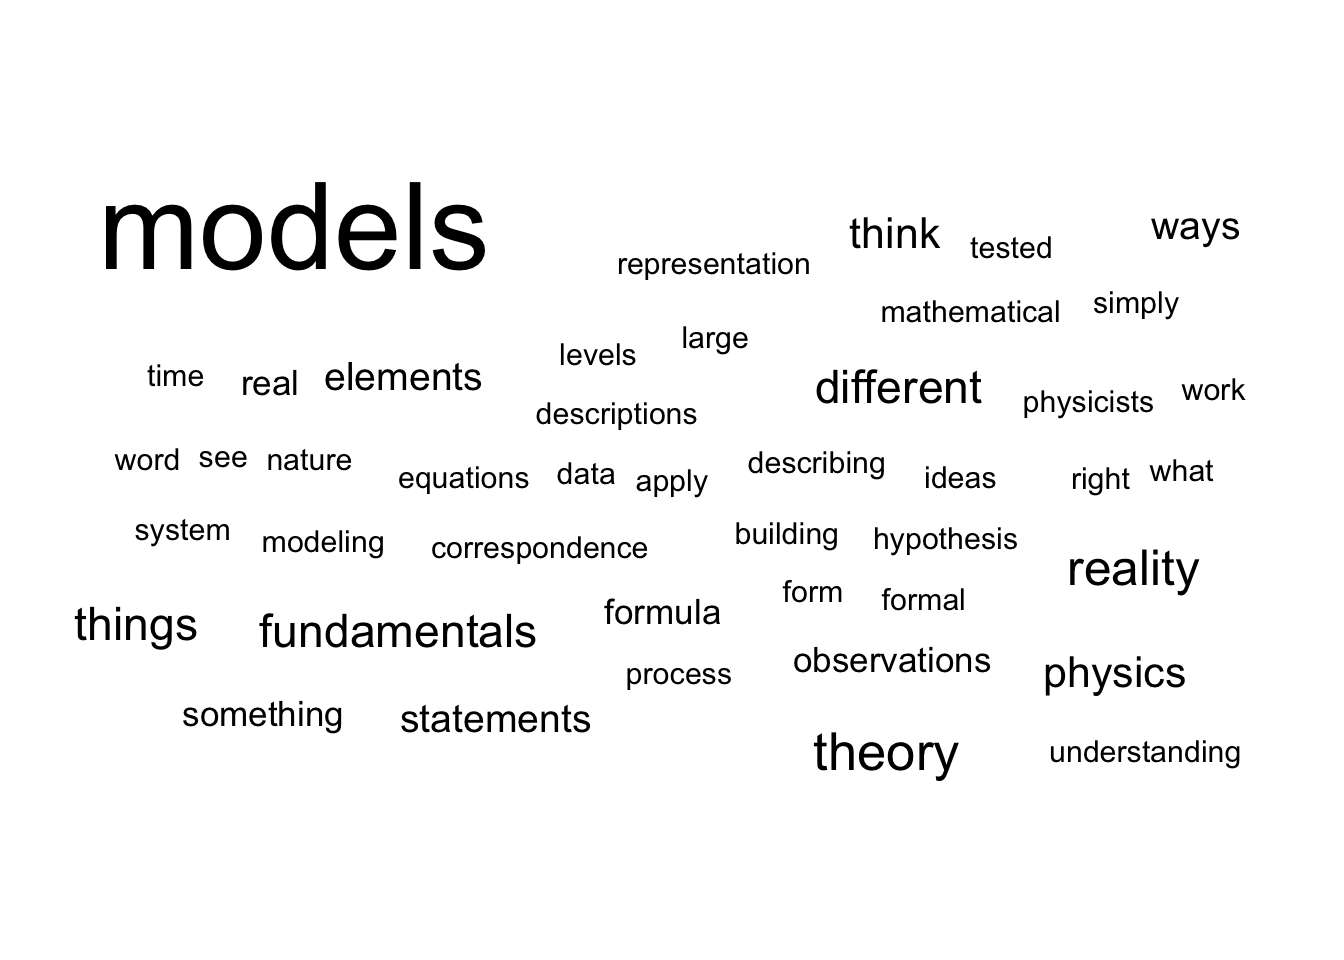 models
think
ways
tested
representation
simply
mathematical
large
levels
time
real
elements
different
work
physicists
descriptions
word
see
nature
equations
data
apply
describing
ideas
right
what
system
modeling
correspondence
building
hypothesis
reality
form
formal
things
fundamentals
formula
observations
process
physics
something
statements
theory
understanding